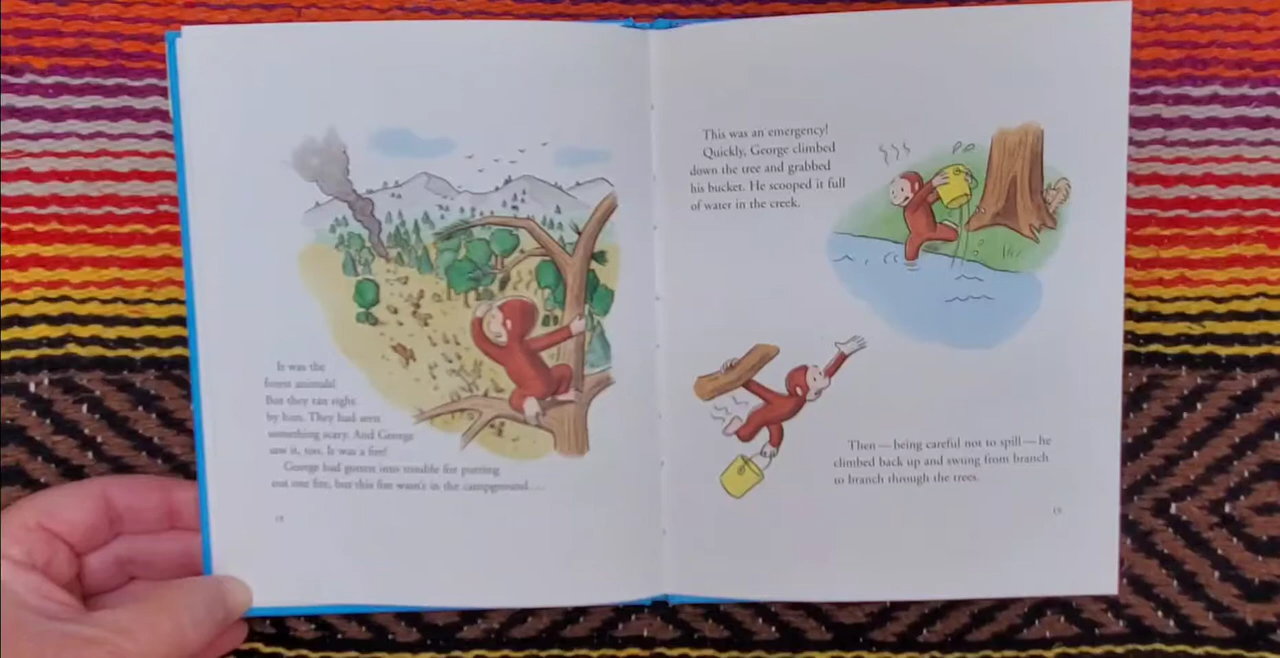 It was the
forest animals!
But they ran right
by him. They had seen
something scary. And George
saw it, too. It was a fire!
George had gotten into trouble for putting
out one fire, but this fire wasn't in the campground....
This was an emergency!
Quickly, George climbed
down the tree and grabbed
his bucket. He scooped it full
of water in the creek.
Then — being careful not to spill — he
climbed back up and swung from branch
to branch through the trees.